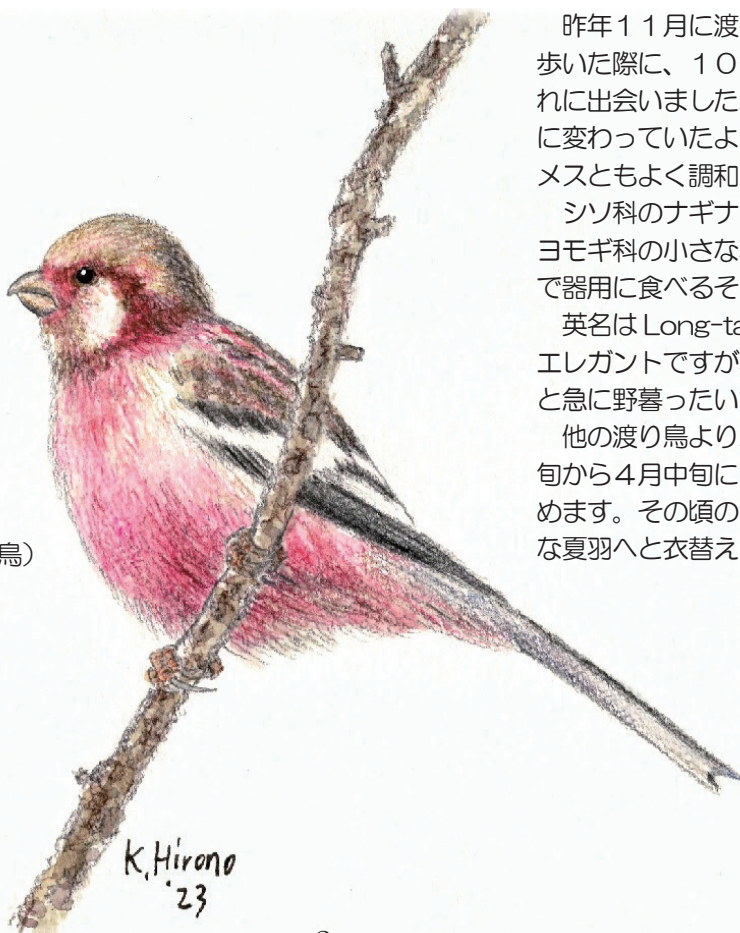 昨年１１月に渡
歩いた際に、１０
れに出会いました
に変わっていたよ
メスともよく調和
シソ科のナギナ
ヨモギ科の小さな
で器用に食べるそ
英名は Long-ta
エレガントですが
と急に野暮ったい
他の渡り鳥より
旬から４月中旬に
めます。その頃の
な夏羽へと衣替え
鳥）
K.Hirono
'23